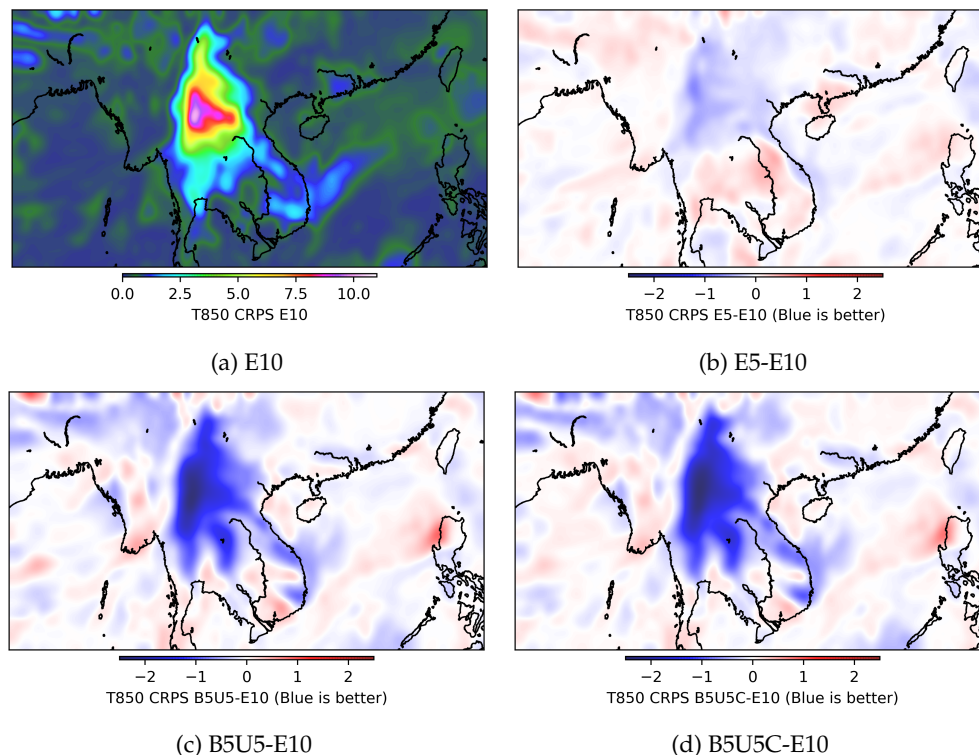 0.0 2.5 5.0 7.5 10.0
T850 CRPS E10
(a) E10
−2 −1 0 1 2
T850 CRPS E5-E10 (Blue is better)
(b) E5-E10
−2 −1 0 1 2
T850 CRPS B5U5-E10 (Blue is better)
(c) B5U5-E10
−2 −1 0 1 2
T850 CRPS B5U5C-E10 (Blue is better)
(d) B5U5C-E10